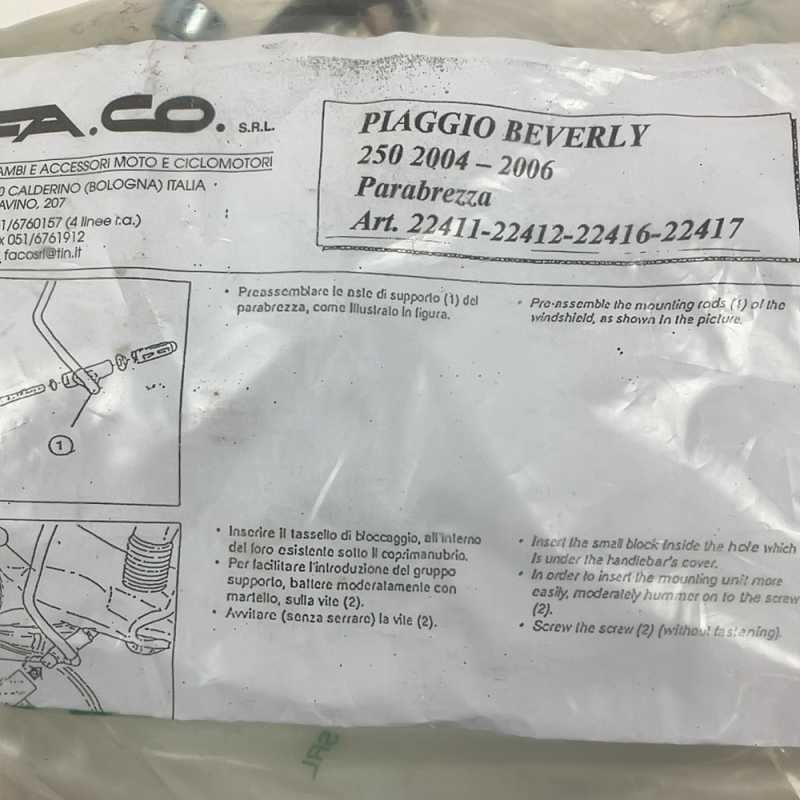 FA.CO. S.R.L.
AMBI E ACCESSORI MOTO E CICLOMOTORI
0 CALDERINO (BOLOGNA) ITALIA •
AVINO, 207
1/6760157 (4 linee r.a.)
x 051/6761912
facosrl@tin.it
PIAGGIO BEVERLY
250 2004 – 2006
Parabrezza
Art. 22411-22412-22416-22417
• Preassemblare le aste di supporto (1) del
parabrezza, come illustrato in figura.
• Pre-assemble the mounting rods (1) of the
windshield, as shown in the picture.
1
• Inserire il tassello di bloccaggio, all'interno
del foro esistente sotto il coprimanubrio.
• Per facilitare l'introduzione del gruppo
supporto, battere moderatamente con
martello, sulla vite (2).
• Avvitare (senza serrare) la vite (2).
• Insert the small block inside the hole which
is under the handlebar's cover.
• In order to insert the mounting unit more
easily, moderately hummer on to the screw
(2).
• Screw the screw (2) (without fastening).
SRL